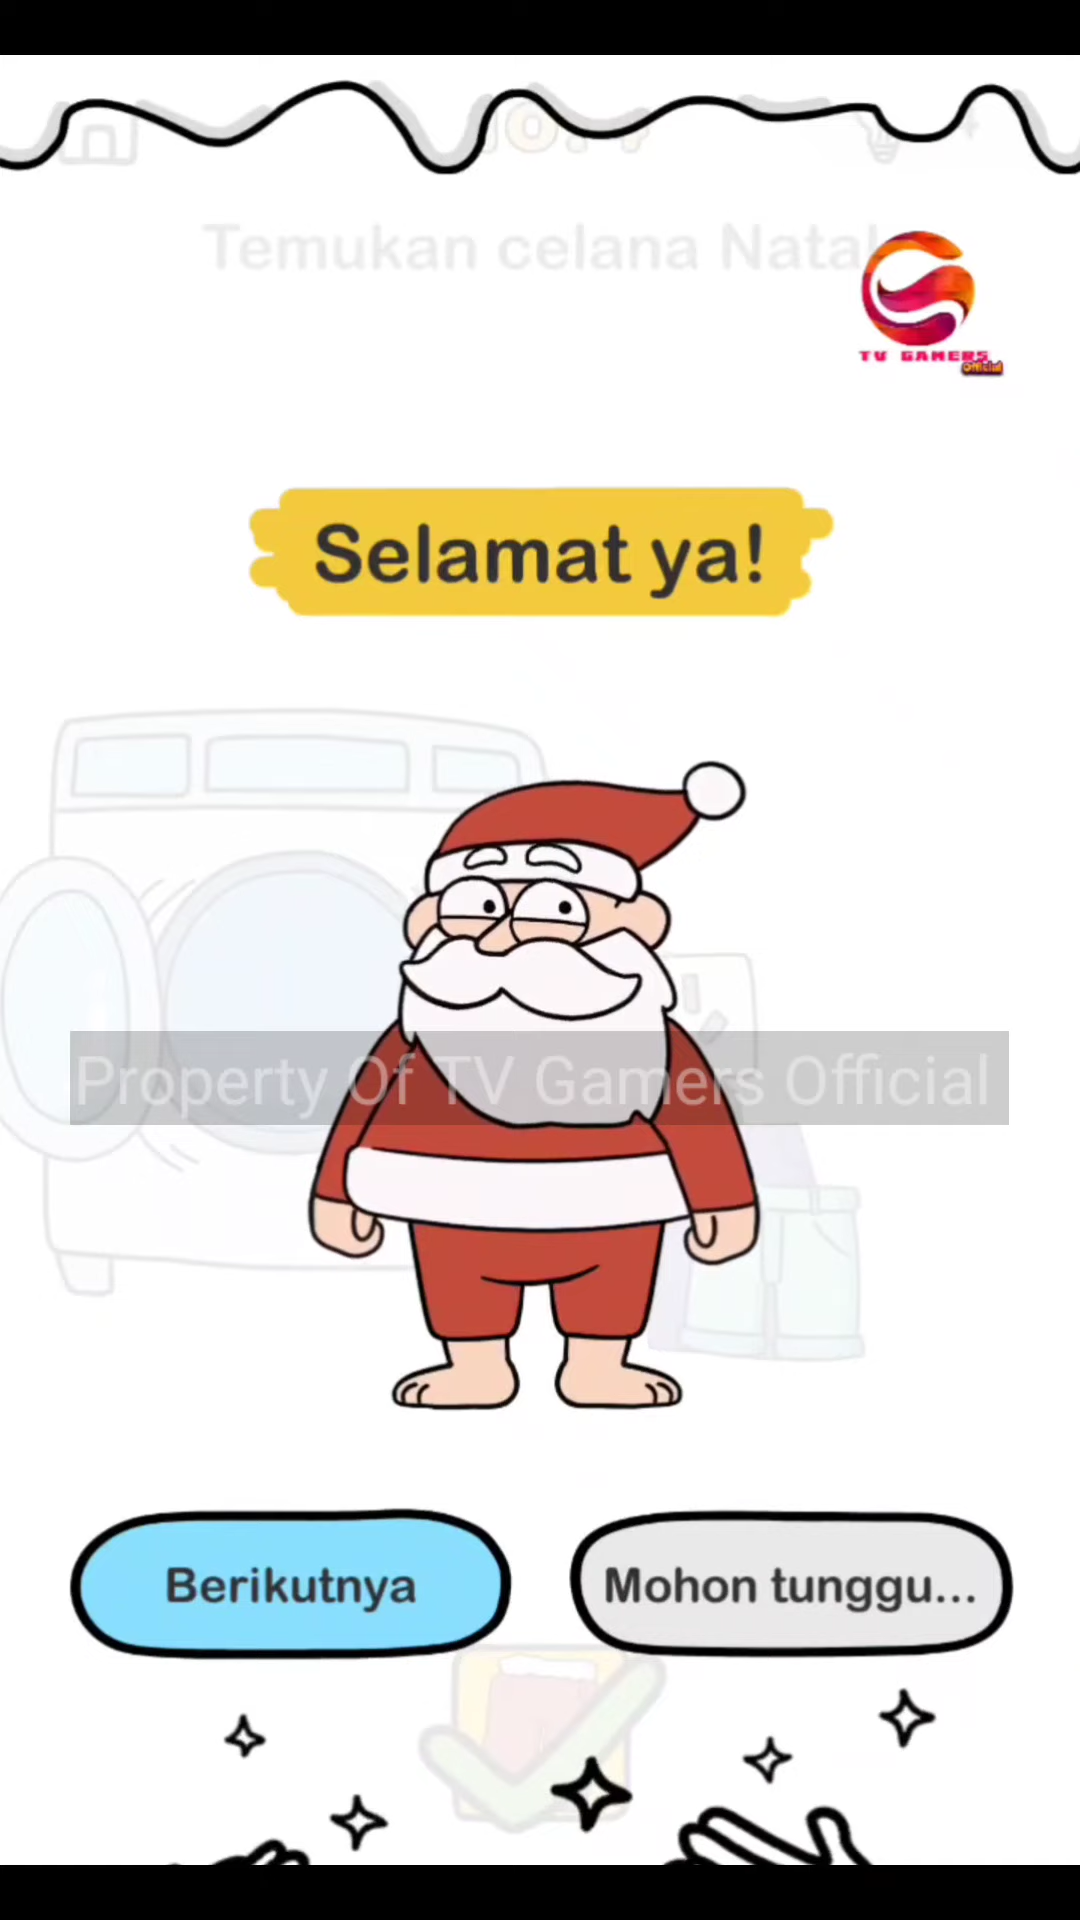 Temukan celana Natal
TV GAMERS
Official
Selamat ya!
Property Of TV Gamers Official
Berikutnya
Mohon tunggu...